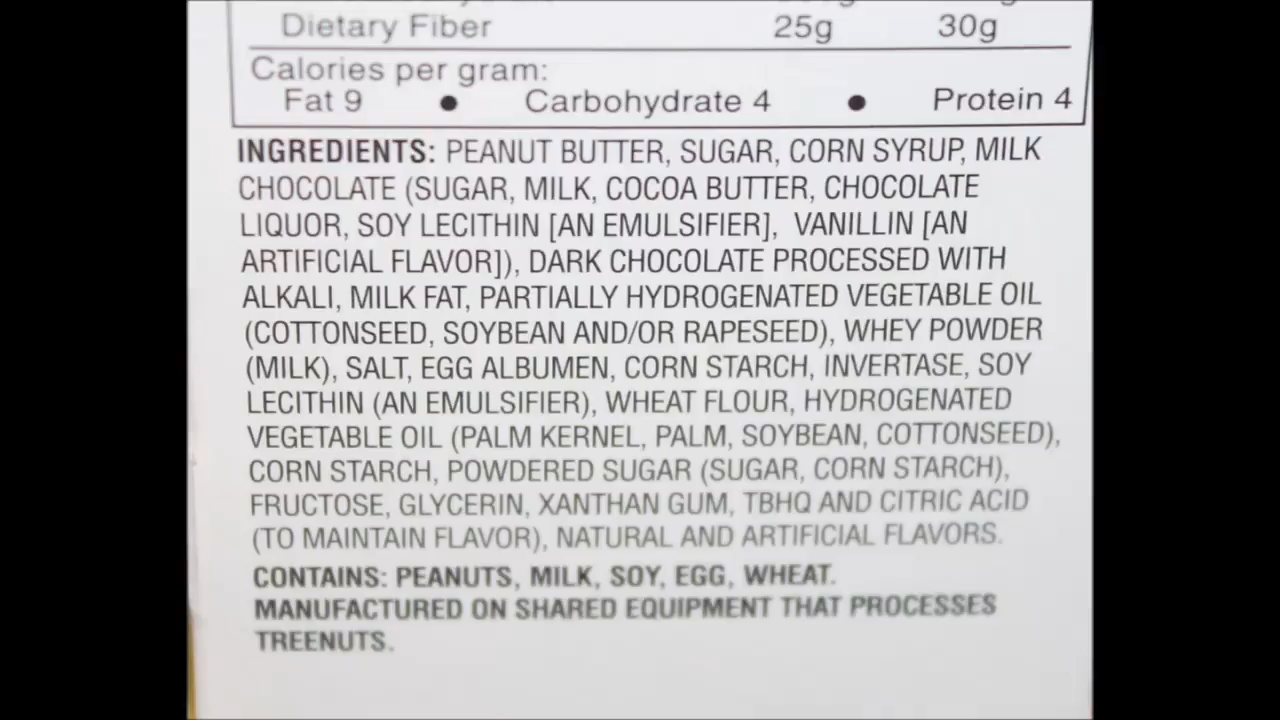 Dietary Fiber 25g 30g
Calories per gram:
Fat 9 ● Carbohydrate 4 ● Protein 4
INGREDIENTS: PEANUT BUTTER, SUGAR, CORN SYRUP, MILK
CHOCOLATE (SUGAR, MILK, COCOA BUTTER, CHOCOLATE
LIQUOR, SOY LECITHIN [AN EMULSIFIER], VANILLIN [AN
ARTIFICIAL FLAVOR]), DARK CHOCOLATE PROCESSED WITH
ALKALI, MILK FAT, PARTIALLY HYDROGENATED VEGETABLE OIL
(COTTONSEED, SOYBEAN AND/OR RAPESEED), WHEY POWDER
(MILK), SALT, EGG ALBUMEN, CORN STARCH, INVERTASE, SOY
LECITHIN (AN EMULSIFIER), WHEAT FLOUR, HYDROGENATED
VEGETABLE OIL (PALM KERNEL, PALM, SOYBEAN, COTTONSEED),
CORN STARCH, POWDERED SUGAR (SUGAR, CORN STARCH),
FRUCTOSE, GLYCERIN, XANTHAN GUM, TBHQ AND CITRIC ACID
(TO MAINTAIN FLAVOR), NATURAL AND ARTIFICIAL FLAVORS.
CONTAINS: PEANUTS, MILK, SOY, EGG, WHEAT.
MANUFACTURED ON SHARED EQUIPMENT THAT PROCESSES
TREENUTS.